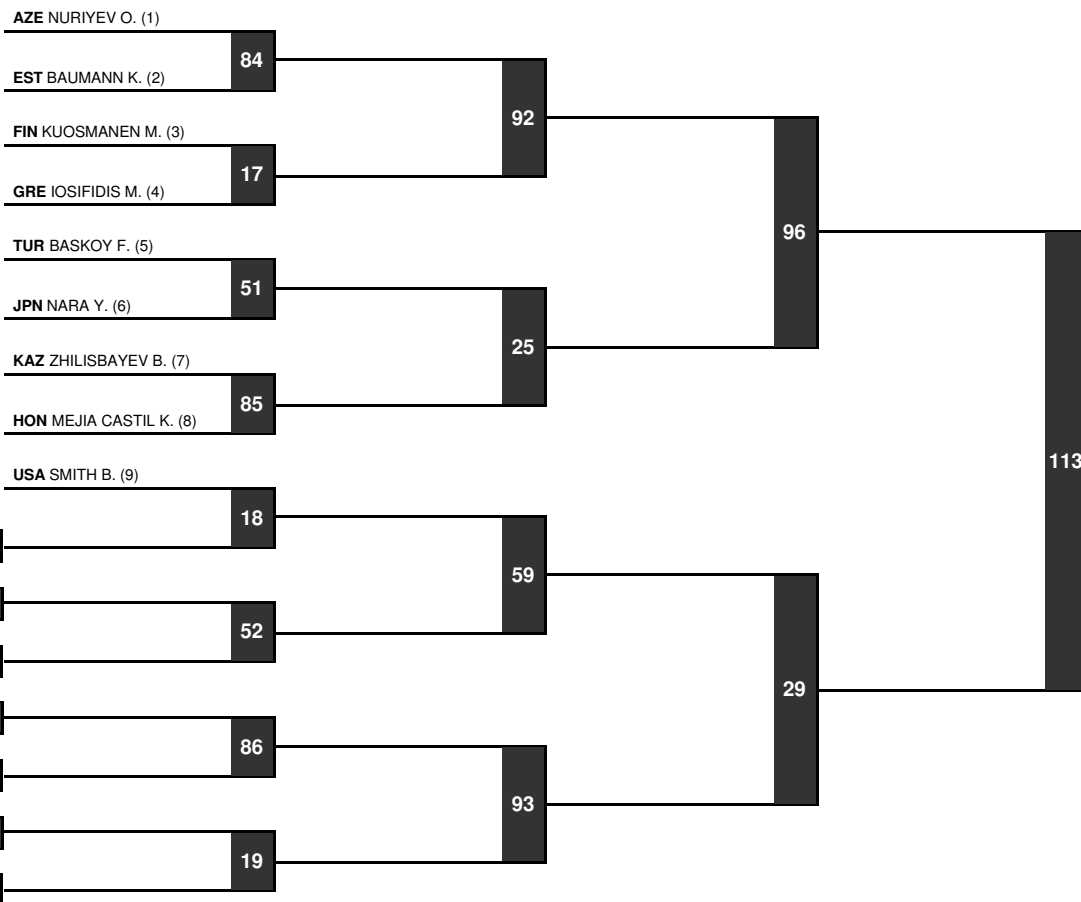 AZE NURIYEV O. (1)
84
EST BAUMANN K. (2)
92
FIN KUOSMANEN M. (3)
17
GRE IOSIFIDIS M. (4)
96
TUR BASKOY F. (5)
51
JPN NARA Y. (6)
25
KAZ ZHILISBAYEV B. (7)
85
HON MEJIA CASTIL K. (8)
113
USA SMITH B. (9)
18
59
52
29
86
93
19